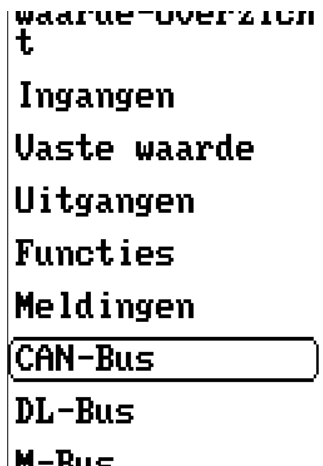 waarde-overzich
t
Ingangen
Vaste waarde
Uitgangen
Functies
Meldingen
CAN-Bus
DL-Bus
M-Bus